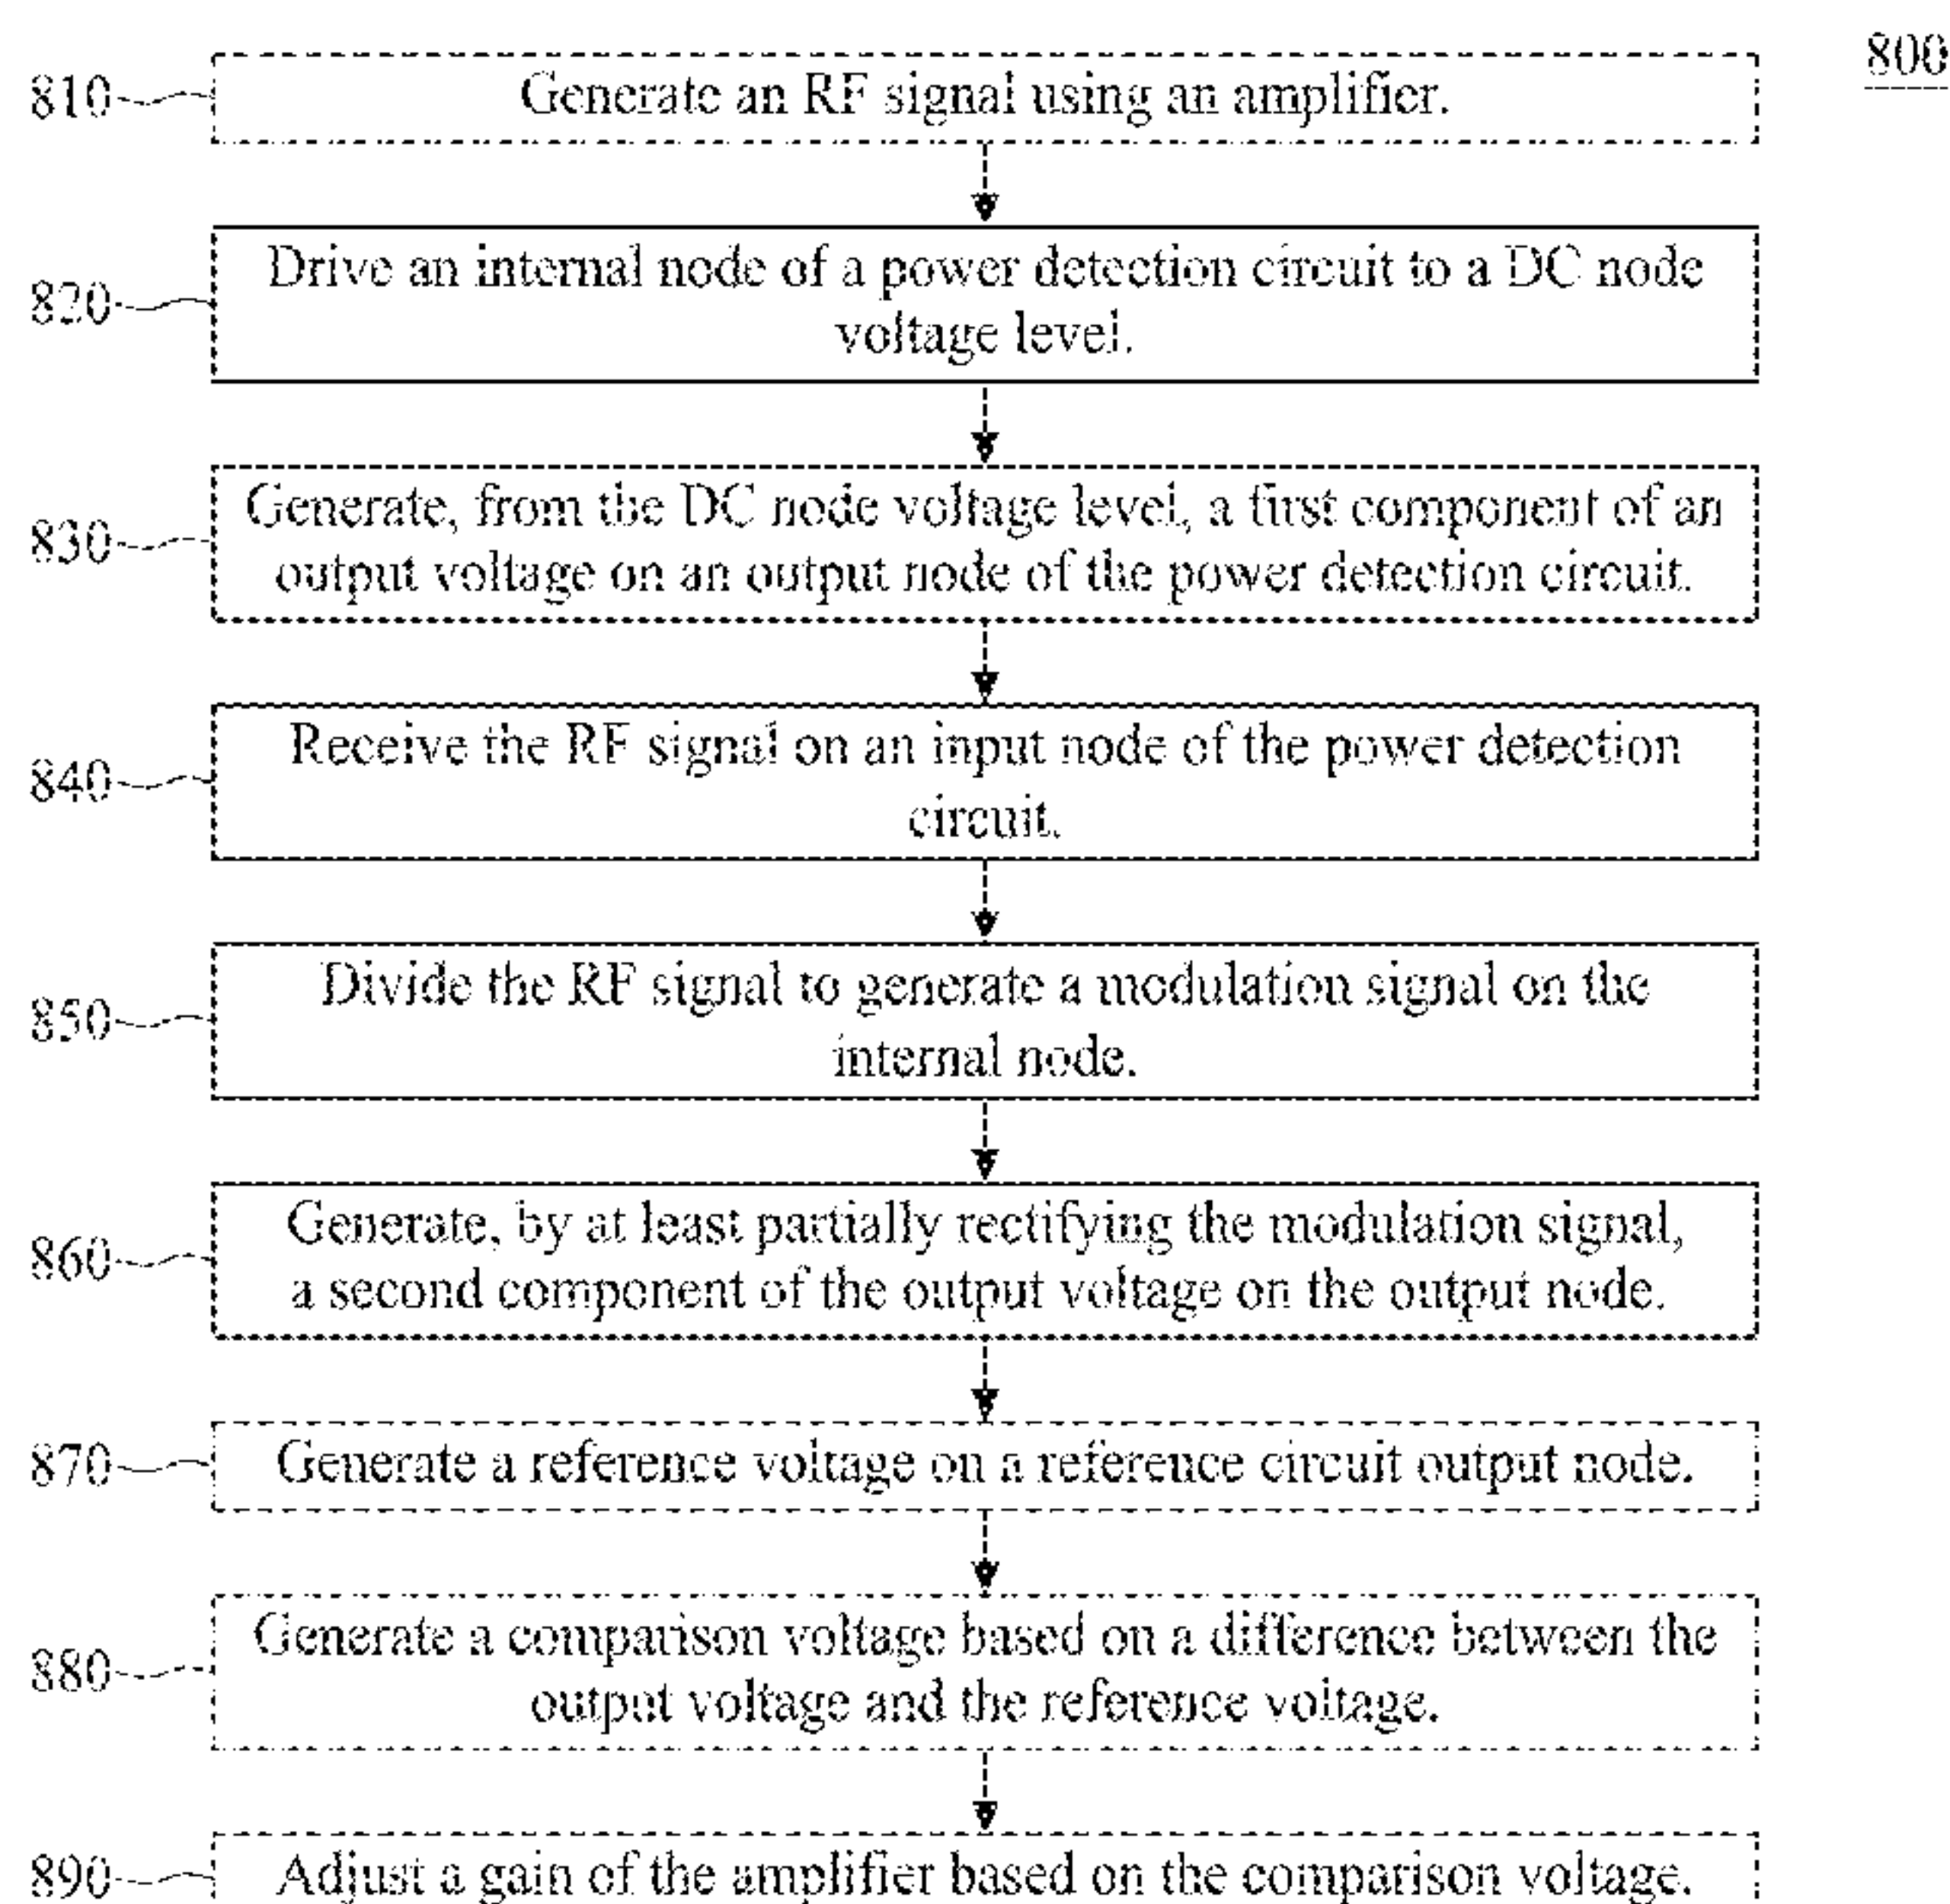 800
810
Generate an RF signal using an amplifier.
820
Drive an internal node of a power detection circuit to a DC node
voltage level.
830
Generate, from the DC node voltage level, a first component of an
output voltage on an output node of the power detection circuit.
840
Receive the RF signal on an input node of the power detection
circuit.
850
Divide the RF signal to generate a modulation signal on the
internal node.
860
Generate, by at least partially rectifying the modulation signal,
a second component of the output voltage on the output node.
870
Generate a reference voltage on a reference circuit output node.
880
Generate a comparison voltage based on a difference between the
output voltage and the reference voltage.
890
Adjust a gain of the amplifier based on the comparison voltage.